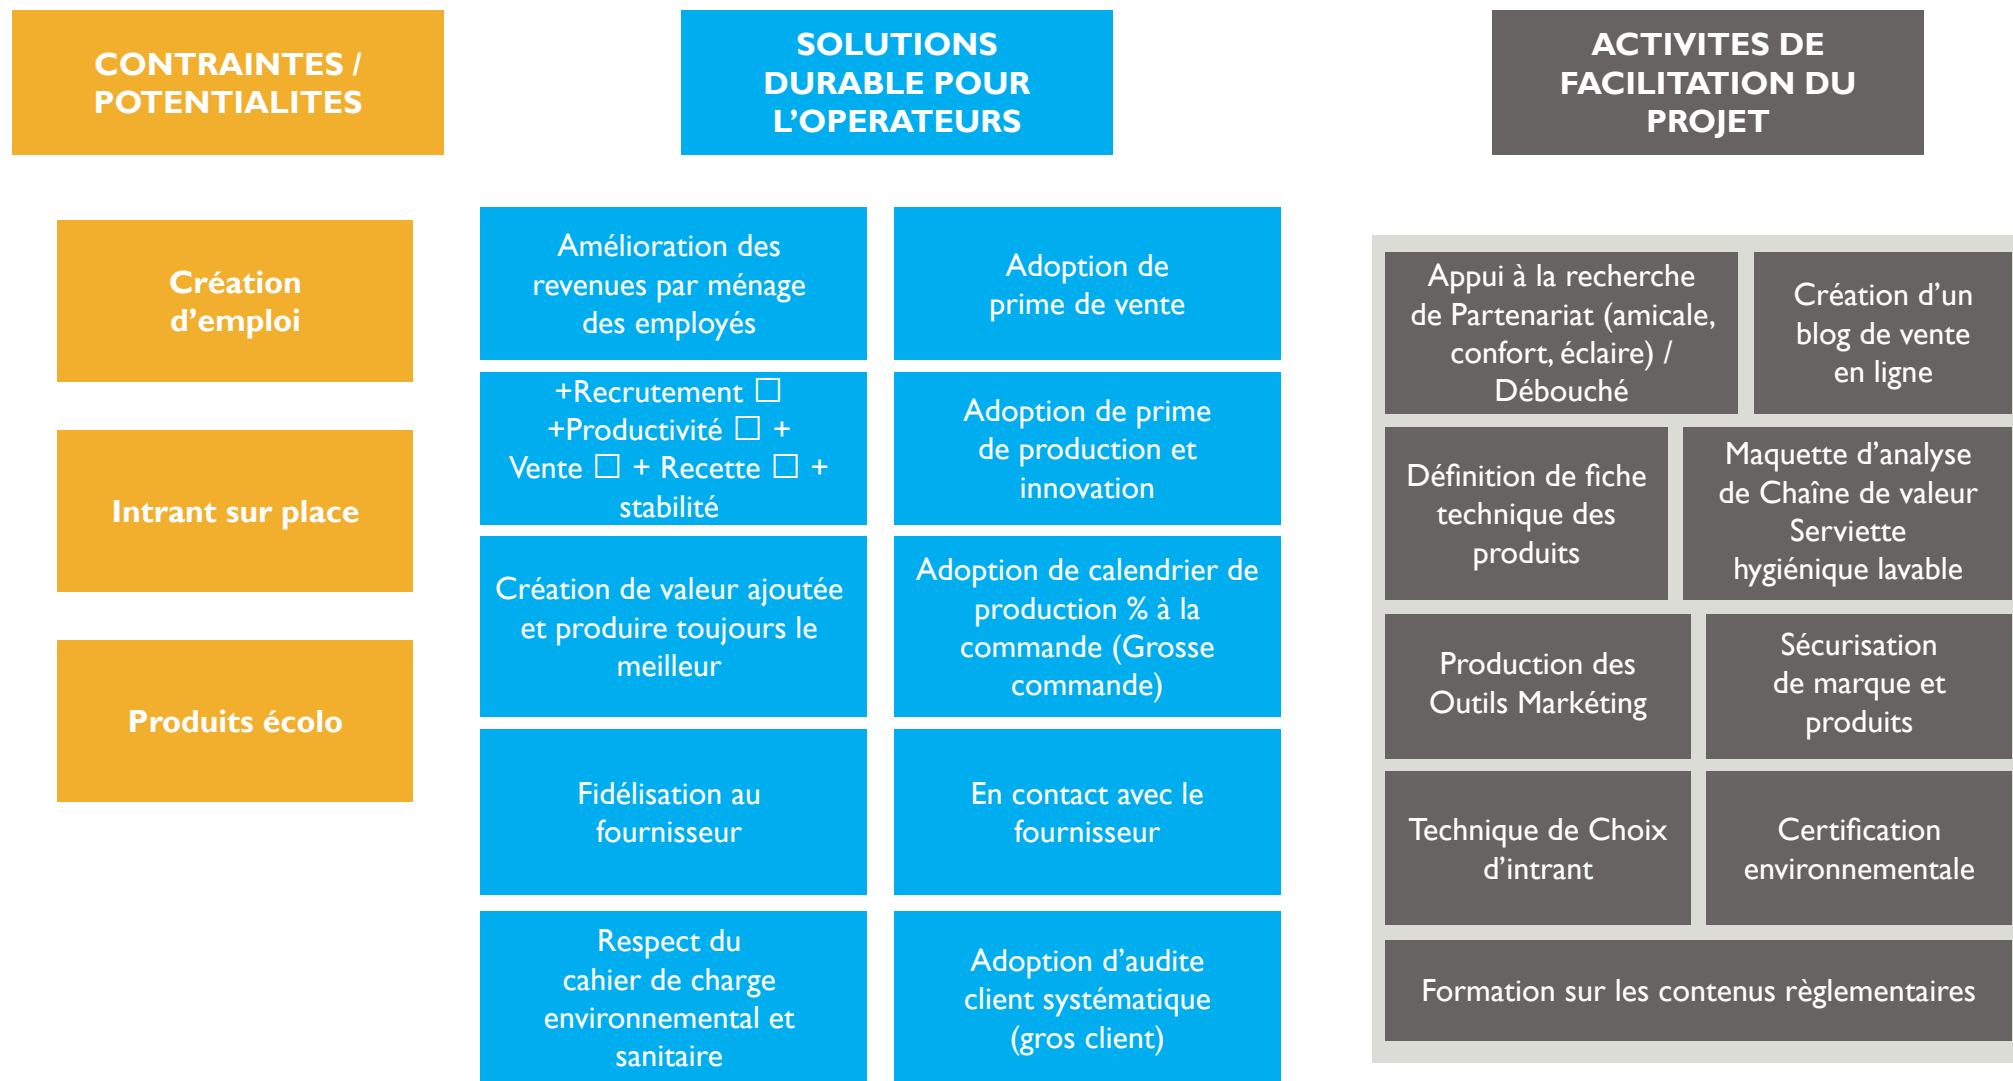 CONTRAINTES /
POTENTIALITES
SOLUTIONS
DURABLE POUR
L'OPERATEURS
ACTIVITES DE
FACILITATION DU
PROJET
Création
d'emploi
Intrant sur place
Produits écolo
Amélioration des
revenues par ménage
des employés
Adoption de
prime de vente
+Recrutement ☐
+Productivité ☐ +
Vente ☐ + Recette ☐ +
stabilité
Adoption de prime
de production et
innovation
Création de valeur ajoutée
et produire toujours le
meilleur
Adoption de calendrier de
production % à la
commande (Grosse
commande)
Fidélisation au
fournisseur
En contact avec le
fournisseur
Respect du
cahier de charge
environnemental et
sanitaire
Adoption d'audite
client systématique
(gros client)
Appui à la recherche
de Partenariat (amicale,
confort, éclaire) /
Débouché
Création d'un
blog de vente
en ligne
Définition de fiche
technique des
produits
Maquette d'analyse
de Chaîne de valeur
Serviette
hygiénique lavable
Production des
Outils Markéting
Sécurisation
de marque et
produits
Technique de Choix
d'intrant
Certification
environnementale
Formation sur les contenus règlementaires